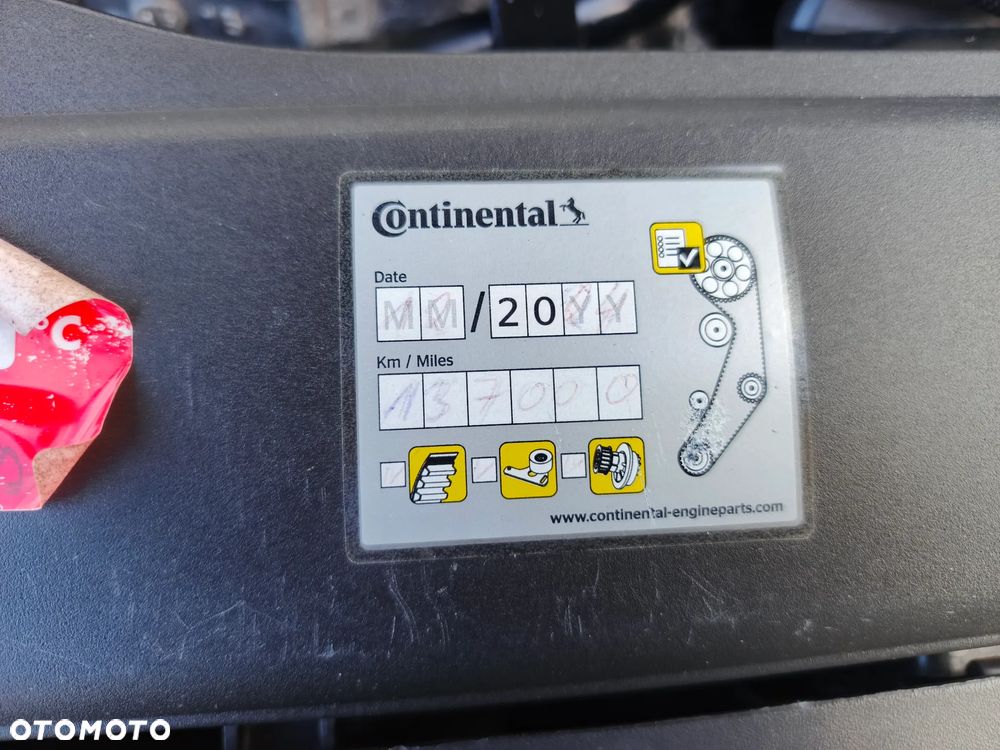 Continental
Date
MM/20YY
Km / Miles
137000
www.continental-engineparts.com
°C
OTOMOTO